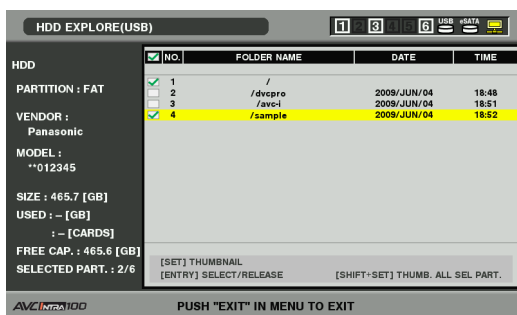 HDD EXPLORE(USB)
1 2 3 4 5 6 USB eSATA
HDD
PARTITION : FAT
VENDOR :
Panasonic
MODEL :
**012345
SIZE : 465.7 [GB]
USED : – [GB]
: – [CARDS]
FREE CAP. : 465.6 [GB]
SELECTED PART. : 2/6
NO. FOLDER NAME DATE TIME
1 /
2 /dvcpro 2009/JUN/04 18:48
3 /avc-i 2009/JUN/04 18:51
4 /sample 2009/JUN/04 18:52
[SET] THUMBNAIL
[ENTRY] SELECT/RELEASE [SHIFT+SET] THUMB. ALL SEL PART.
AVC INTRA 100 PUSH "EXIT" IN MENU TO EXIT